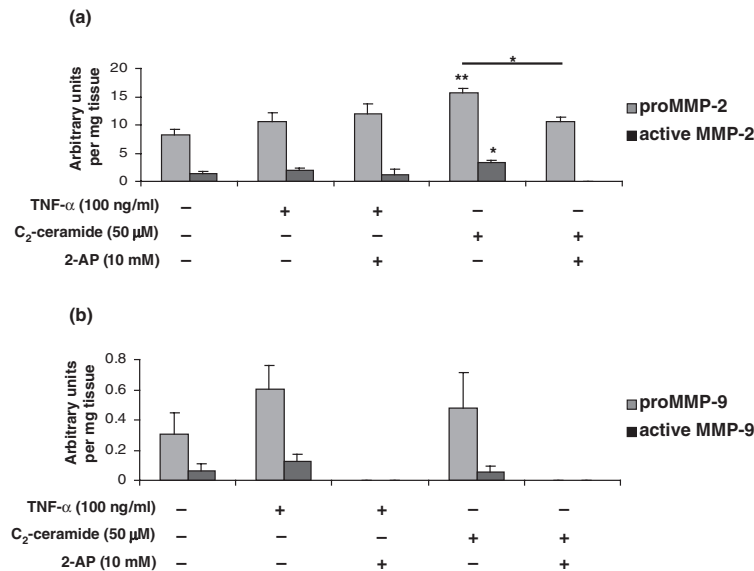 (a)
*
**
*
20
15
10
5
0
Arbitrary units
per mg tissue
proMMP-2
active MMP-2
TNF-α (100 ng/ml) – + + – –
C₂-ceramide (50 µM) – – – + +
2-AP (10 mM) – – + – +
(b)
0.8
0.6
0.4
0.2
0
Arbitrary units
per mg tissue
proMMP-9
active MMP-9
TNF-α (100 ng/ml) – + + – –
C₂-ceramide (50 µM) – – – + +
2-AP (10 mM) – – + – +